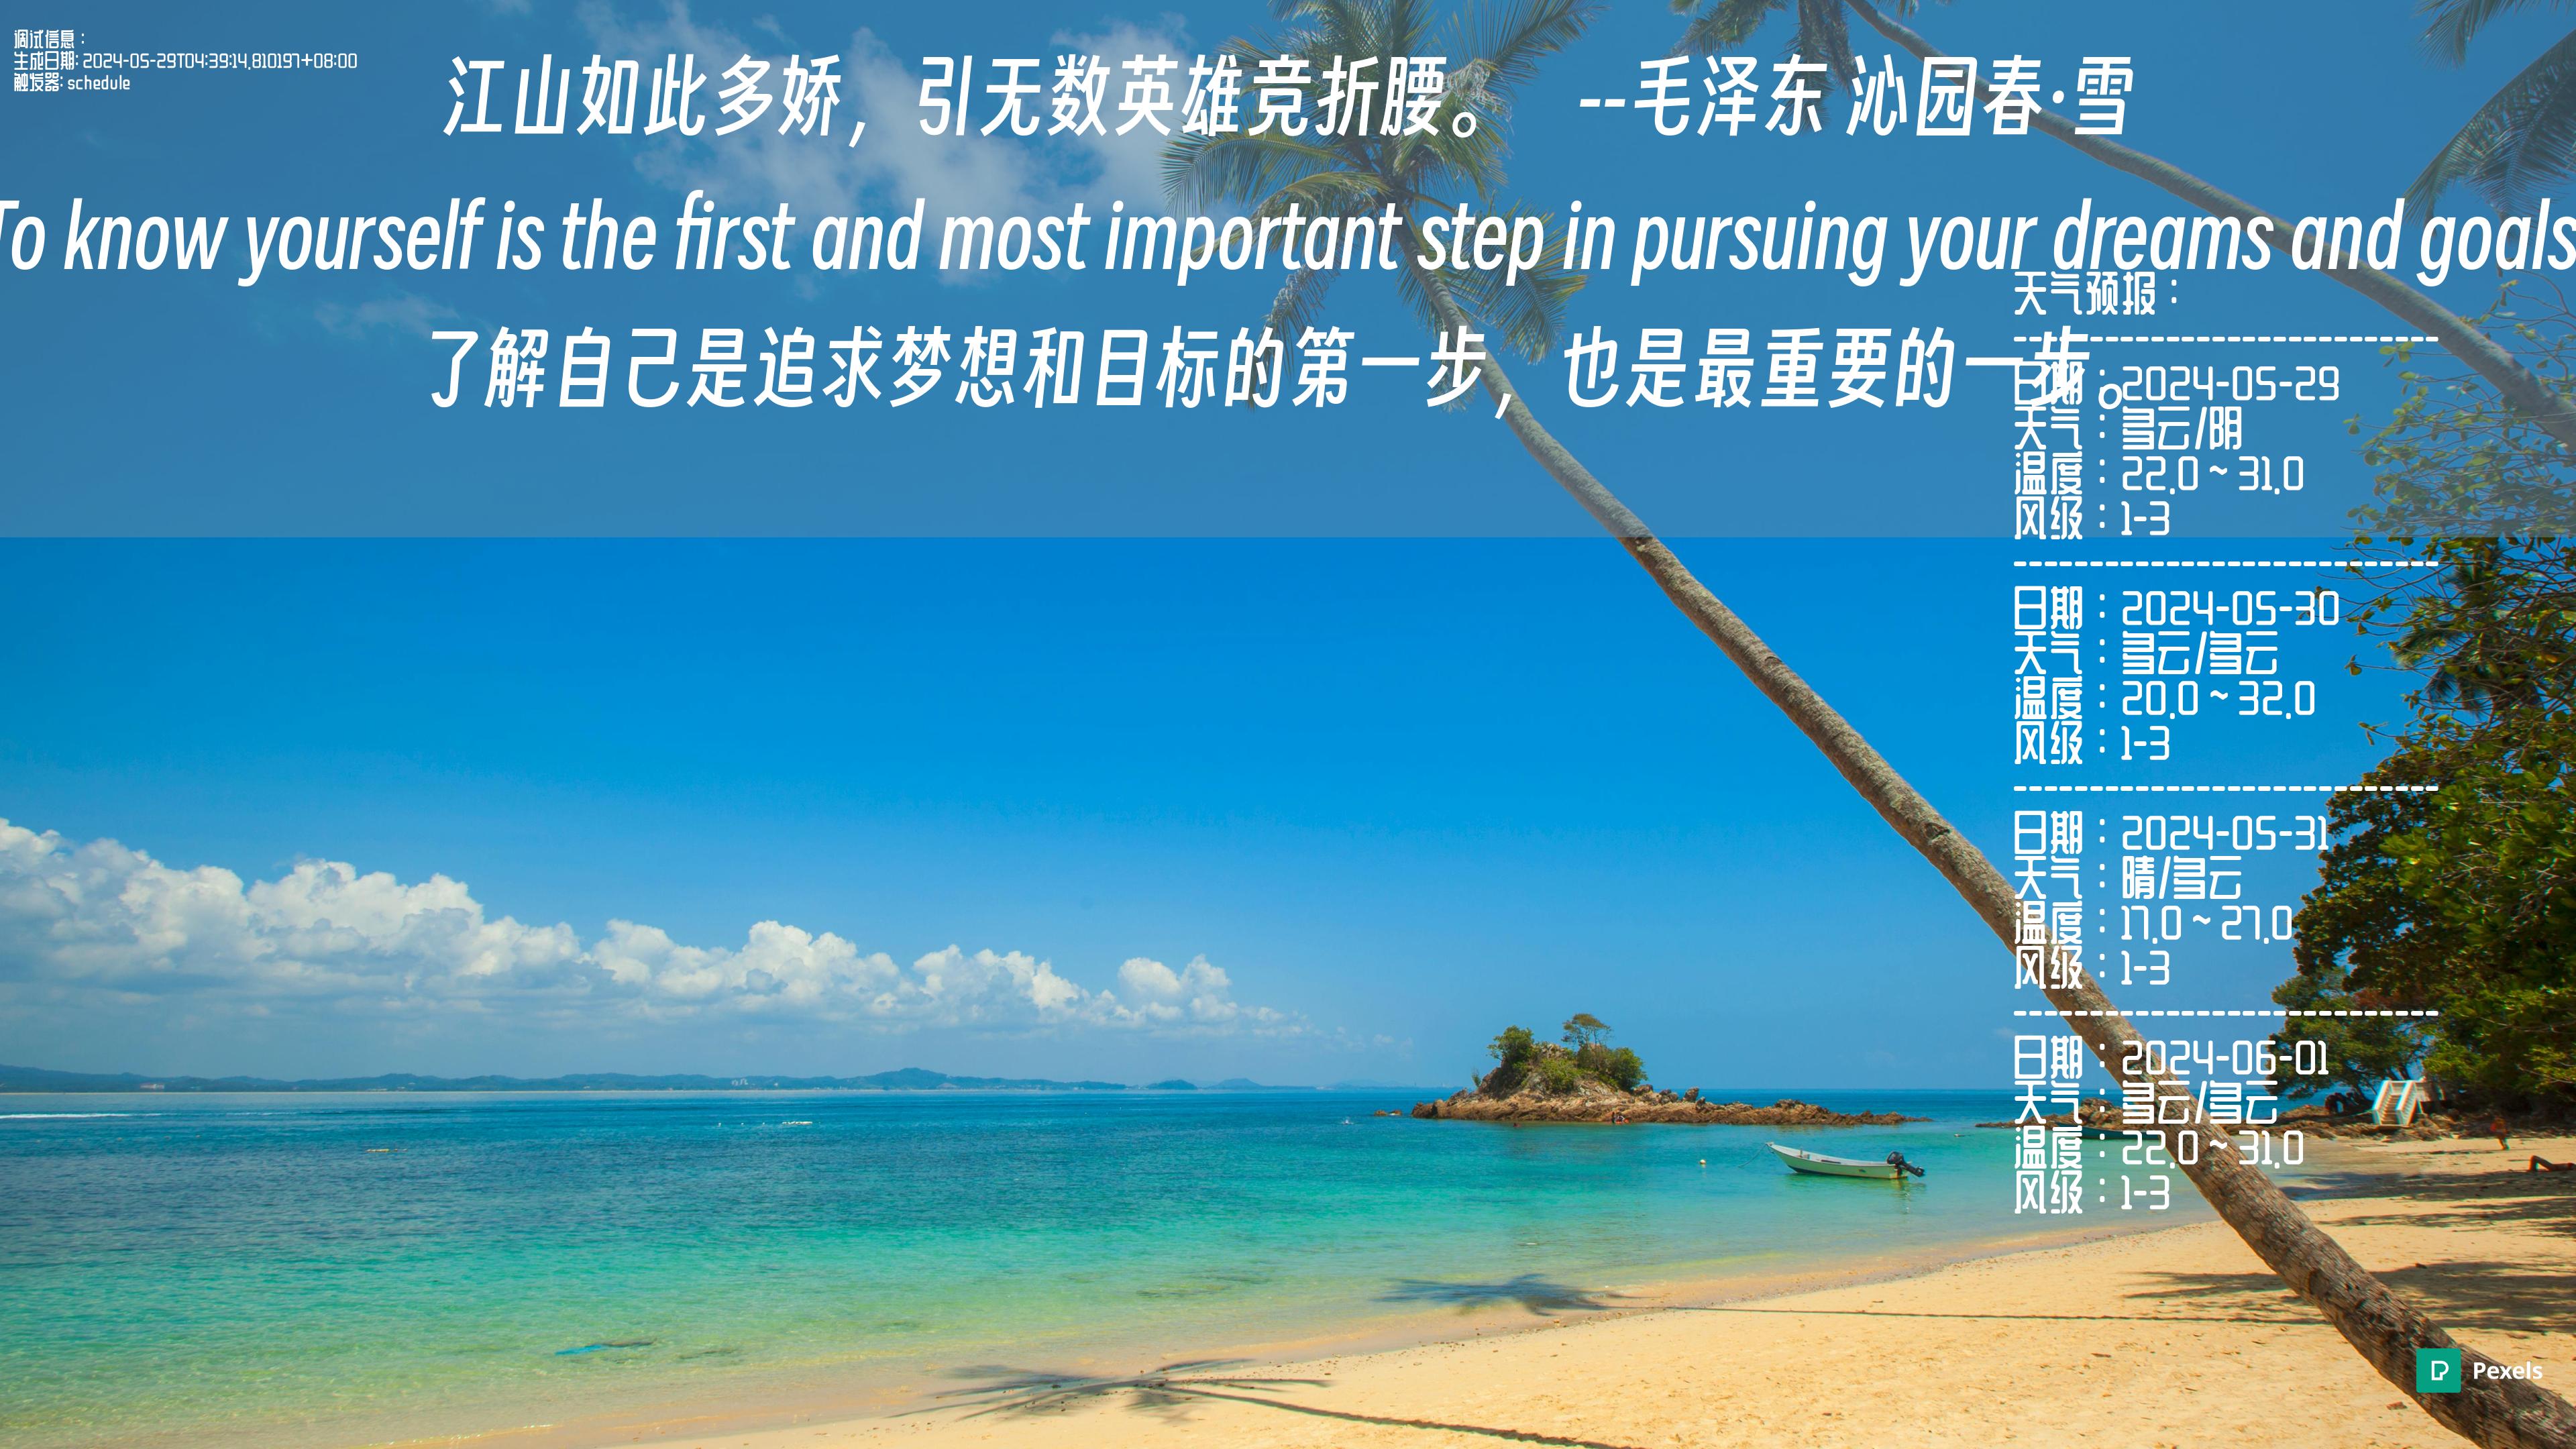 调试信息：
生成日期: 2024-05-29T04:39:14.810197+08:00
触发器: schedule
江山如此多娇，引无数英雄竞折腰。 --毛泽东 沁园春·雪
To know yourself is the first and most important step in pursuing your dreams and goals
了解自己是追求梦想和目标的第一步，也是最重要的一步。
天气预报：
----------------------------
日期：2024-05-29
天气：多云/阴
温度：22.0 ~ 31.0
风级：1-3
----------------------------
日期：2024-05-30
天气：多云/多云
温度：20.0 ~ 32.0
风级：1-3
----------------------------
日期：2024-05-31
天气：晴/多云
温度：17.0 ~ 27.0
风级：1-3
----------------------------
日期：2024-06-01
天气：多云/多云
温度：22.0 ~ 31.0
风级：1-3
Pexels